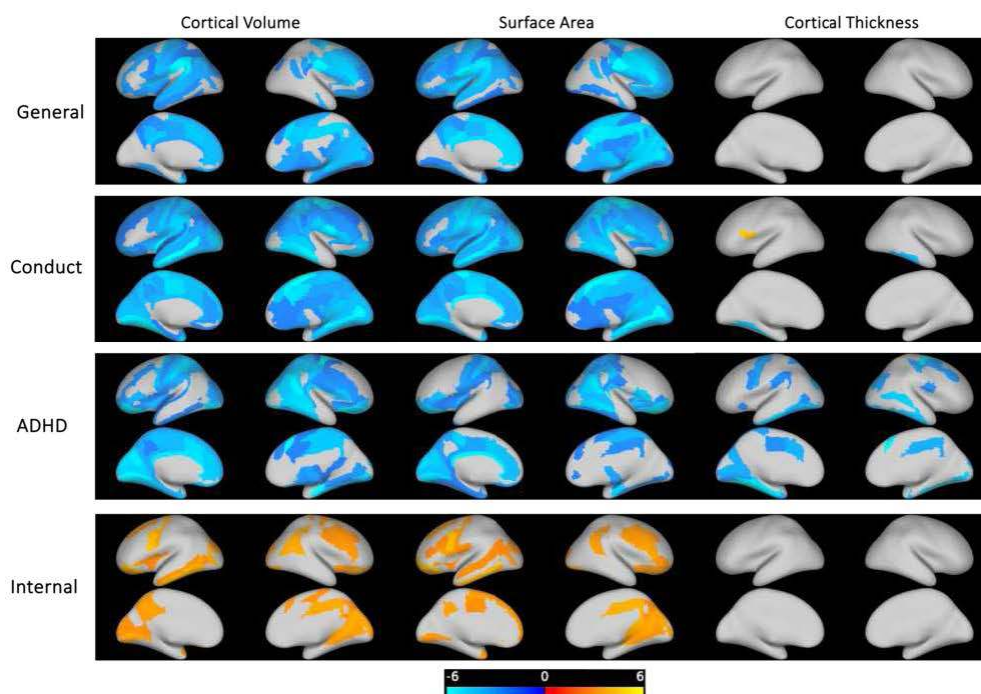 Cortical Volume Surface Area Cortical Thickness
General
Conduct
ADHD
Internal
-6 0 6